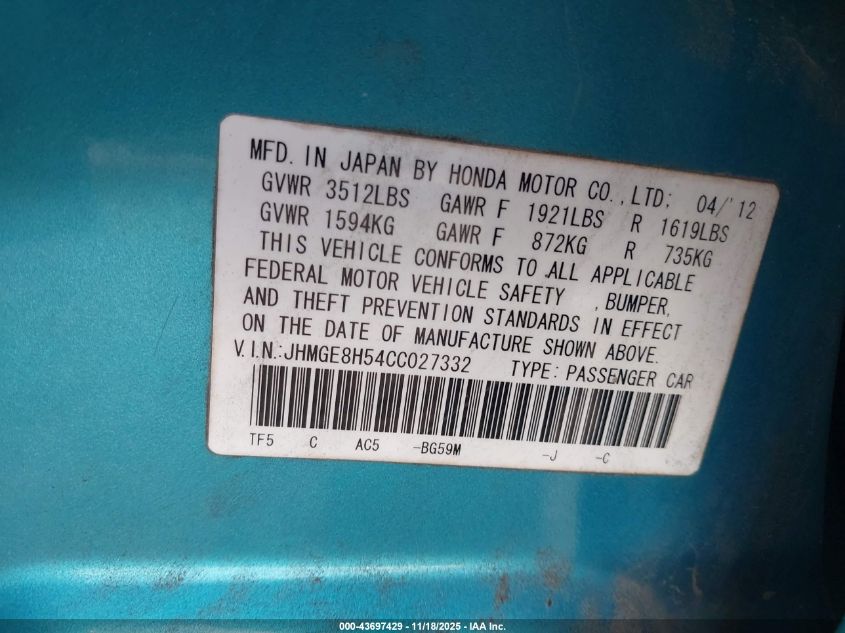 MFD. IN JAPAN BY HONDA MOTOR CO., LTD; 04/'12
GVWR 3512LBS GAWR F 1921LBS R 1619LBS
GVWR 1594KG GAWR F 872KG R 735KG
THIS VEHICLE CONFORMS TO ALL APPLICABLE
FEDERAL MOTOR VEHICLE SAFETY , BUMPER,
AND THEFT PREVENTION STANDARDS IN EFFECT
ON THE DATE OF MANUFACTURE SHOWN ABOVE.
V.I.N.:JHMGE8H54CC027332 TYPE: PASSENGER CAR
TF5 C AC5 -BG59M -J -C
000-43697429 - 11/18/2025 - IAA Inc.